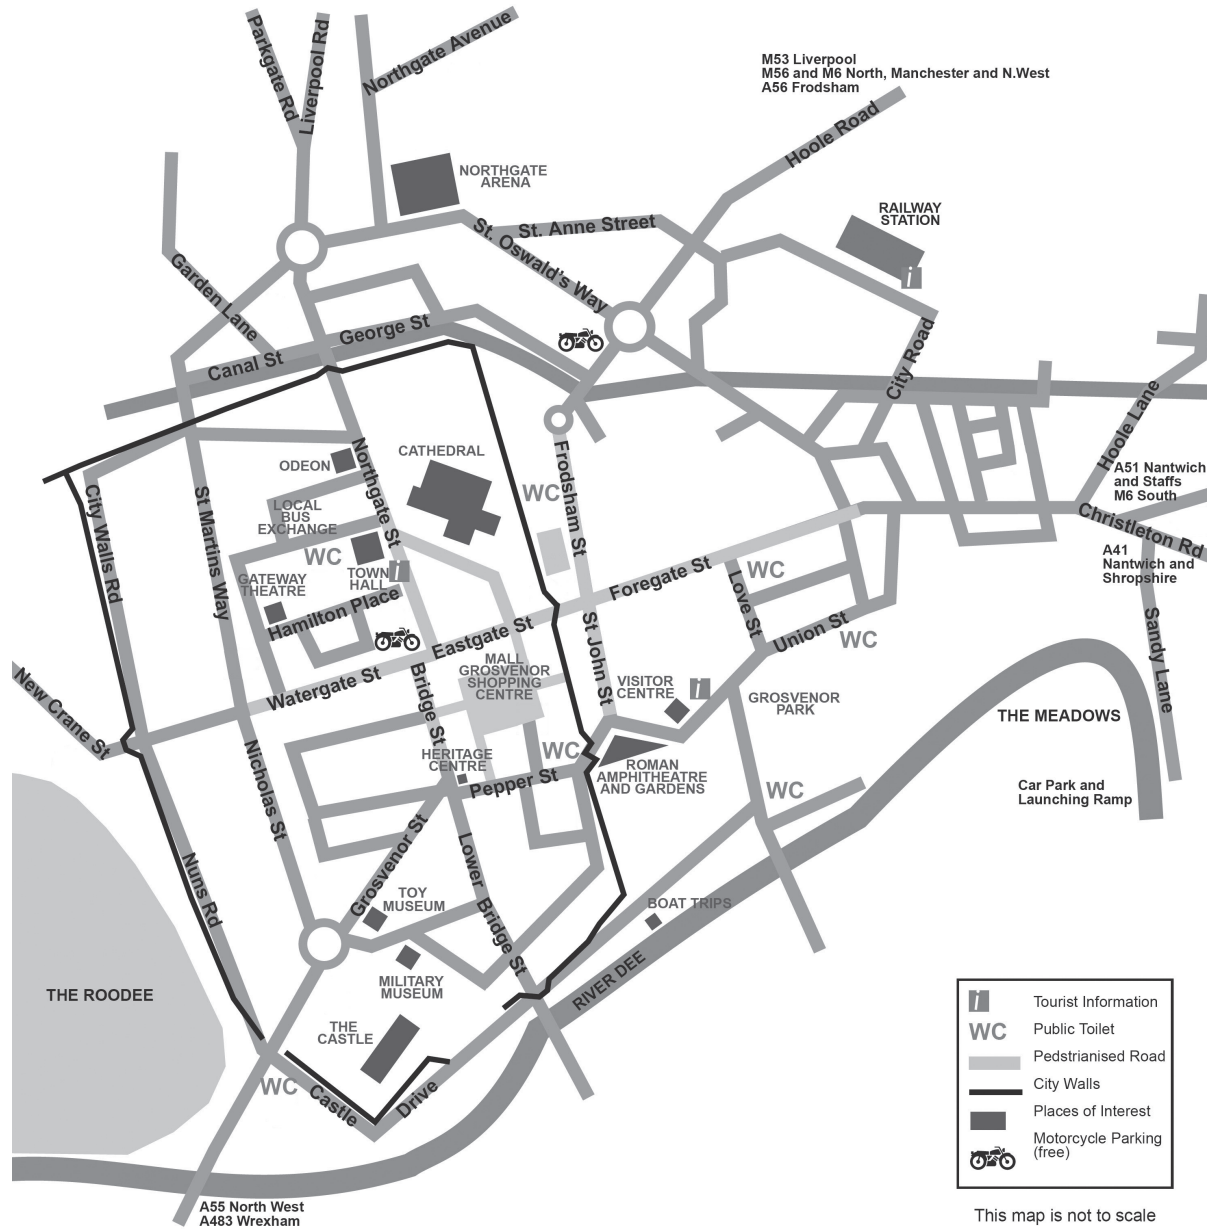 Parkgate Rd
Liverpool Rd
Northgate Avenue
M53 Liverpool
M56 and M6 North, Manchester and N.West
A56 Frodsham
Hoole Road
NORTHGATE
ARENA
RAILWAY
STATION
i
St. Anne Street
St. Oswald's Way
Garden Lane
George St
Canal St
City Road
Hoole Lane
A51 Nantwich
and Staffs
M6 South
Christleton Rd
A41
Nantwich and
Shropshire
Sandy Lane
CATHEDRAL
ODEON
Northgate St
Frodsham St
WC
City Walls Rd
St Martins Way
LOCAL
BUS
EXCHANGE
WC
TOWN
HALL
i
GATEWAY
THEATRE
Hamilton Place
Foregate St
WC
Love St
Union St
WC
Eastgate St
Watergate St
Bridge St
MALL
GROSVENOR
SHOPPING
CENTRE
St John St
VISITOR
CENTRE
i
GROSVENOR
PARK
THE MEADOWS
New Crane St
Nicholas St
HERITAGE
CENTRE
WC
Pepper St
ROMAN
AMPHITHEATRE
AND GARDENS
WC
Car Park and
Launching Ramp
Nuns Rd
Grosvenor St
Lower Bridge St
TOY
MUSEUM
BOAT TRIPS
MILITARY
MUSEUM
RIVER DEE
THE ROODEE
THE
CASTLE
WC
Castle Drive
A55 North West
A483 Wrexham
i
Tourist Information
WC
Public Toilet
Pedstrianised Road
City Walls
Places of Interest
Motorcycle Parking
(free)
This map is not to scale